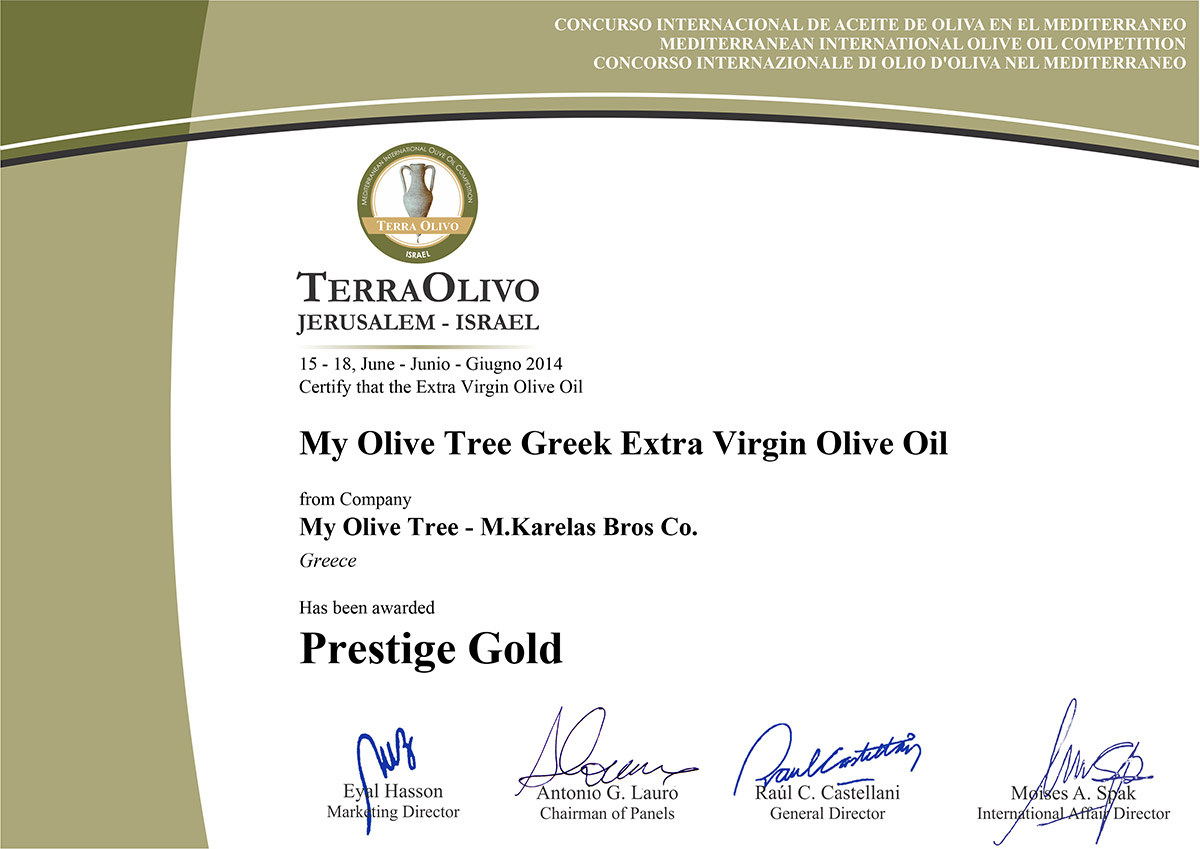 CONCURSO INTERNACIONAL DE ACEITE DE OLIVA EN EL MEDITERRANEO
MEDITERRANEAN INTERNATIONAL OLIVE OIL COMPETITION
CONCORSO INTERNAZIONALE DI OLIO D'OLIVA NEL MEDITERRANEO
MEDITERRANEAN INTERNATIONAL OLIVE OIL COMPETITION
TERRA OLIVO
ISRAEL
TERRAOLIVO
JERUSALEM - ISRAEL
15 - 18, June - Junio - Giugno 2014
Certify that the Extra Virgin Olive Oil
My Olive Tree Greek Extra Virgin Olive Oil
from Company
My Olive Tree - M.Karelas Bros Co.
Greece
Has been awarded
Prestige Gold
Eyal Hasson
Marketing Director
Antonio G. Lauro
Chairman of Panels
Raul Castellani
Raúl C. Castellani
General Director
Moises A. Spak
International Affair Director